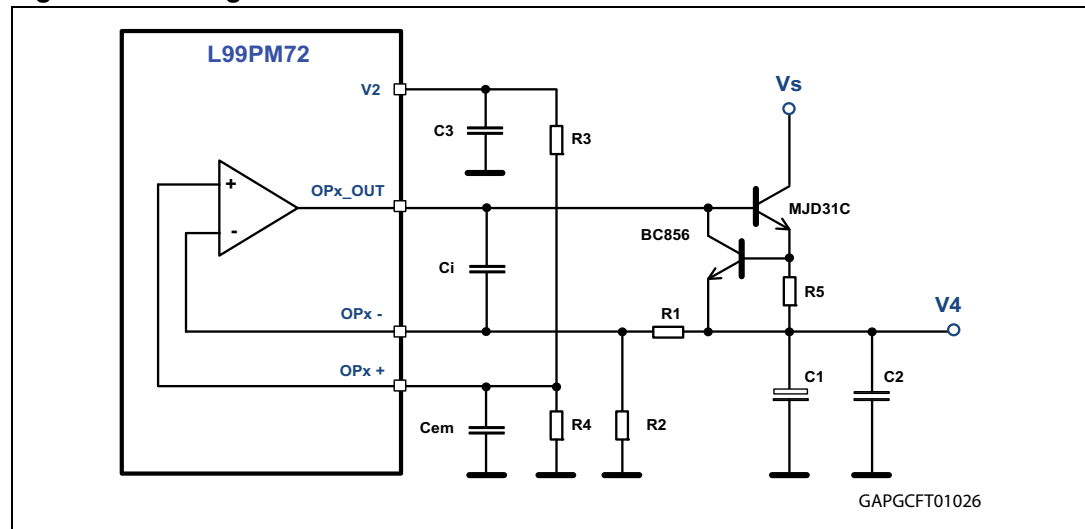 L99PM72
V2
Vs
C3
R3
OPx_OUT
MJD31C
BC856
Ci
R5
V4
OPx -
R1
OPx +
C1
C2
Cem
R4
R2
+
-
GAPGCFT01026